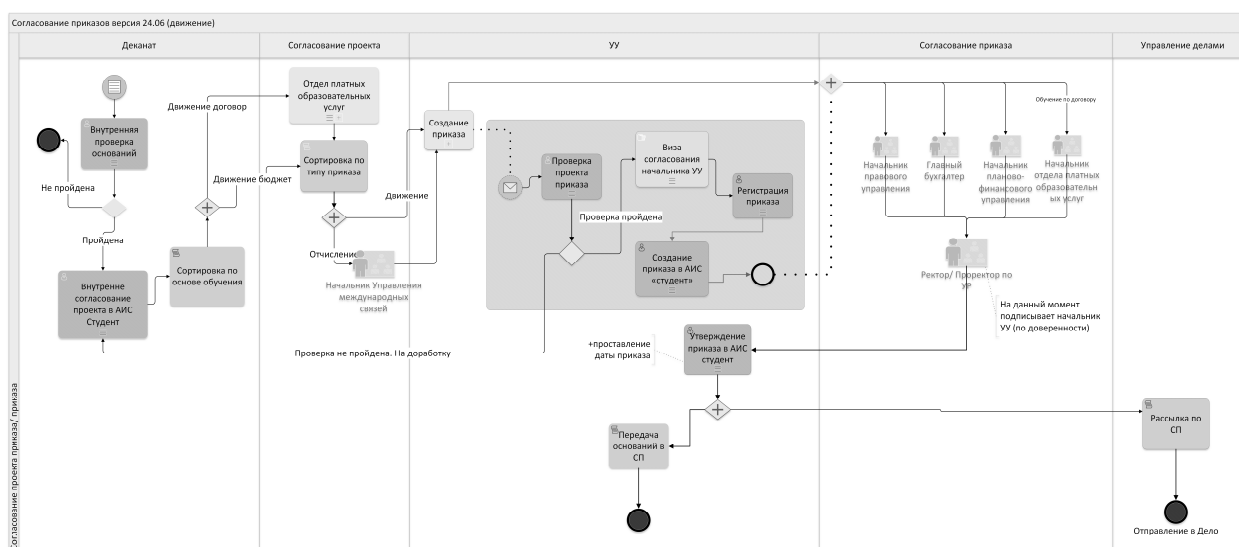 Согласование приказов версия 24.06 (движение)
Деканат
Согласование проекта
УУ
Согласование приказа
Управление делами
Согласование проекта приказа/ приказа
Внутренняя
проверка
оснований
Не пройдена
Пройдена
Внутренне
согласование
проекта в АИС
Студент
Сортировка по
основе обучения
Движение договор
Движение бюджет
Отдел платных
образовательных
услуг
Сортировка по
типу приказа
Движение
Отчисление
Начальник Управления
международных
связей
Проверка не пройдена. На доработку
Создание
приказа
Проверка
проекта
приказа
Проверка пройдена
Виза
согласования
начальника УУ
Регистрация
приказа
Создание
приказа в АИС
«студент»
+проставление
даты приказа
Утверждение
приказа в АИС
студент
Передача
оснований в
СП
Обучение по договору
Начальник
правового
управления
Главный
бухгалтер
Начальник
планово-
финансового
управления
Начальник
отдела платных
образовательн
ых услуг
Ректор/ Проректор по
УР
На данный момент
подписывает начальник
УУ (по доверенности)
Рассылка по
СП
Отправление в Дело